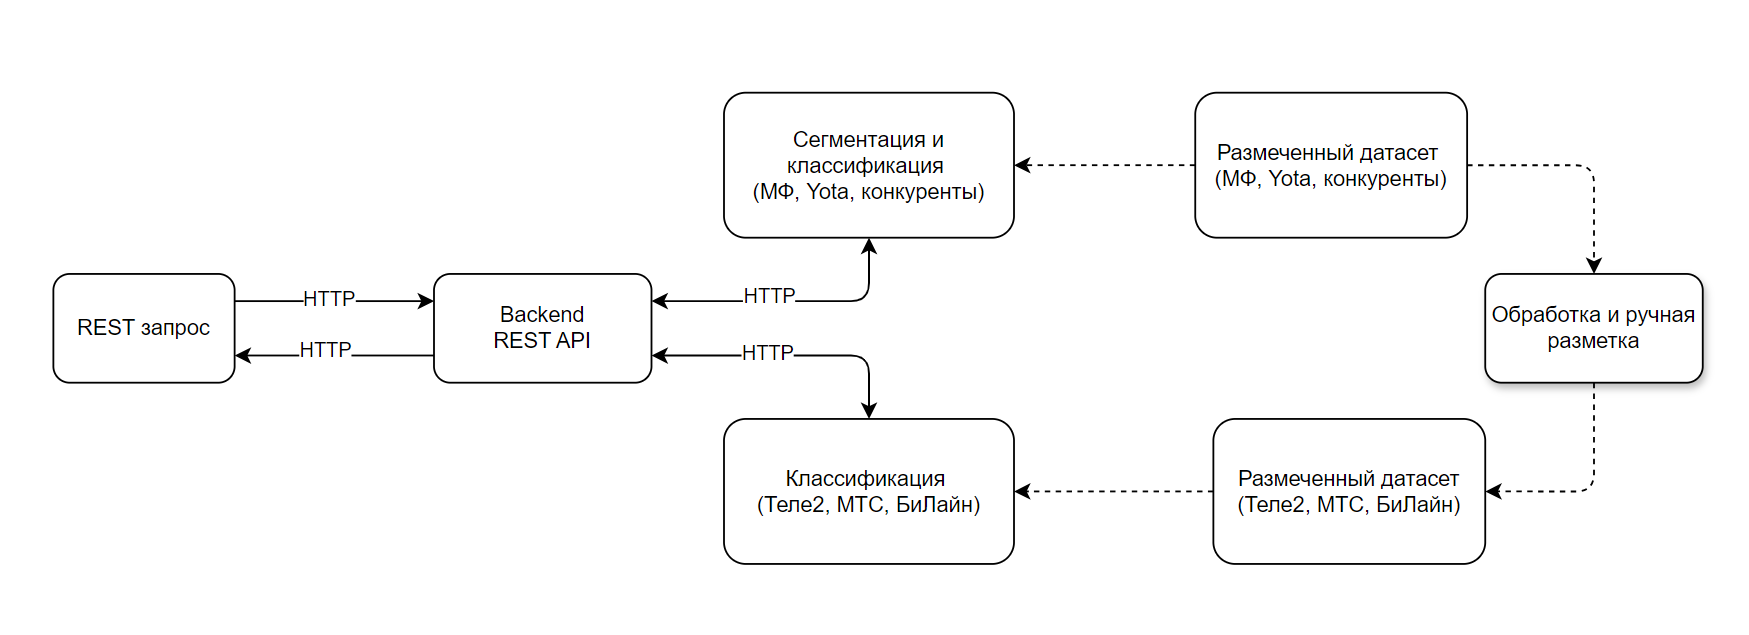 Сегментация и
классификация
(МФ, Yota, конкуренты)
Размеченный датасет
(МФ, Yota, конкуренты)
REST запрос
HTTP
HTTP
Backend
REST API
HTTP
HTTP
Обработка и ручная
разметка
Классификация
(Теле2, МТС, БиЛайн)
Размеченный датасет
(Теле2, МТС, БиЛайн)